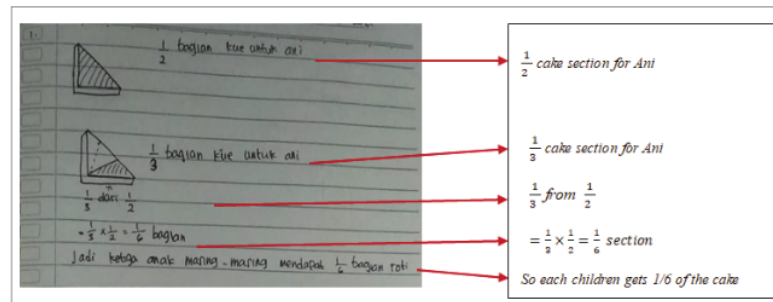 1.
1/2 bagian kue untuk ani
1/3 bagian kue untuk ani
1/3 dari 1/2
= 1/3 x 1/2 = 1/6 bagian
Jadi ketiga anak masing-masing mendapat 1/6 bagian roti
1/2 cake section for Ani
1/3 cake section for Ani
1/3 from 1/2
= 1/3 × 1/2 = 1/6 section
So each children gets 1/6 of the cake